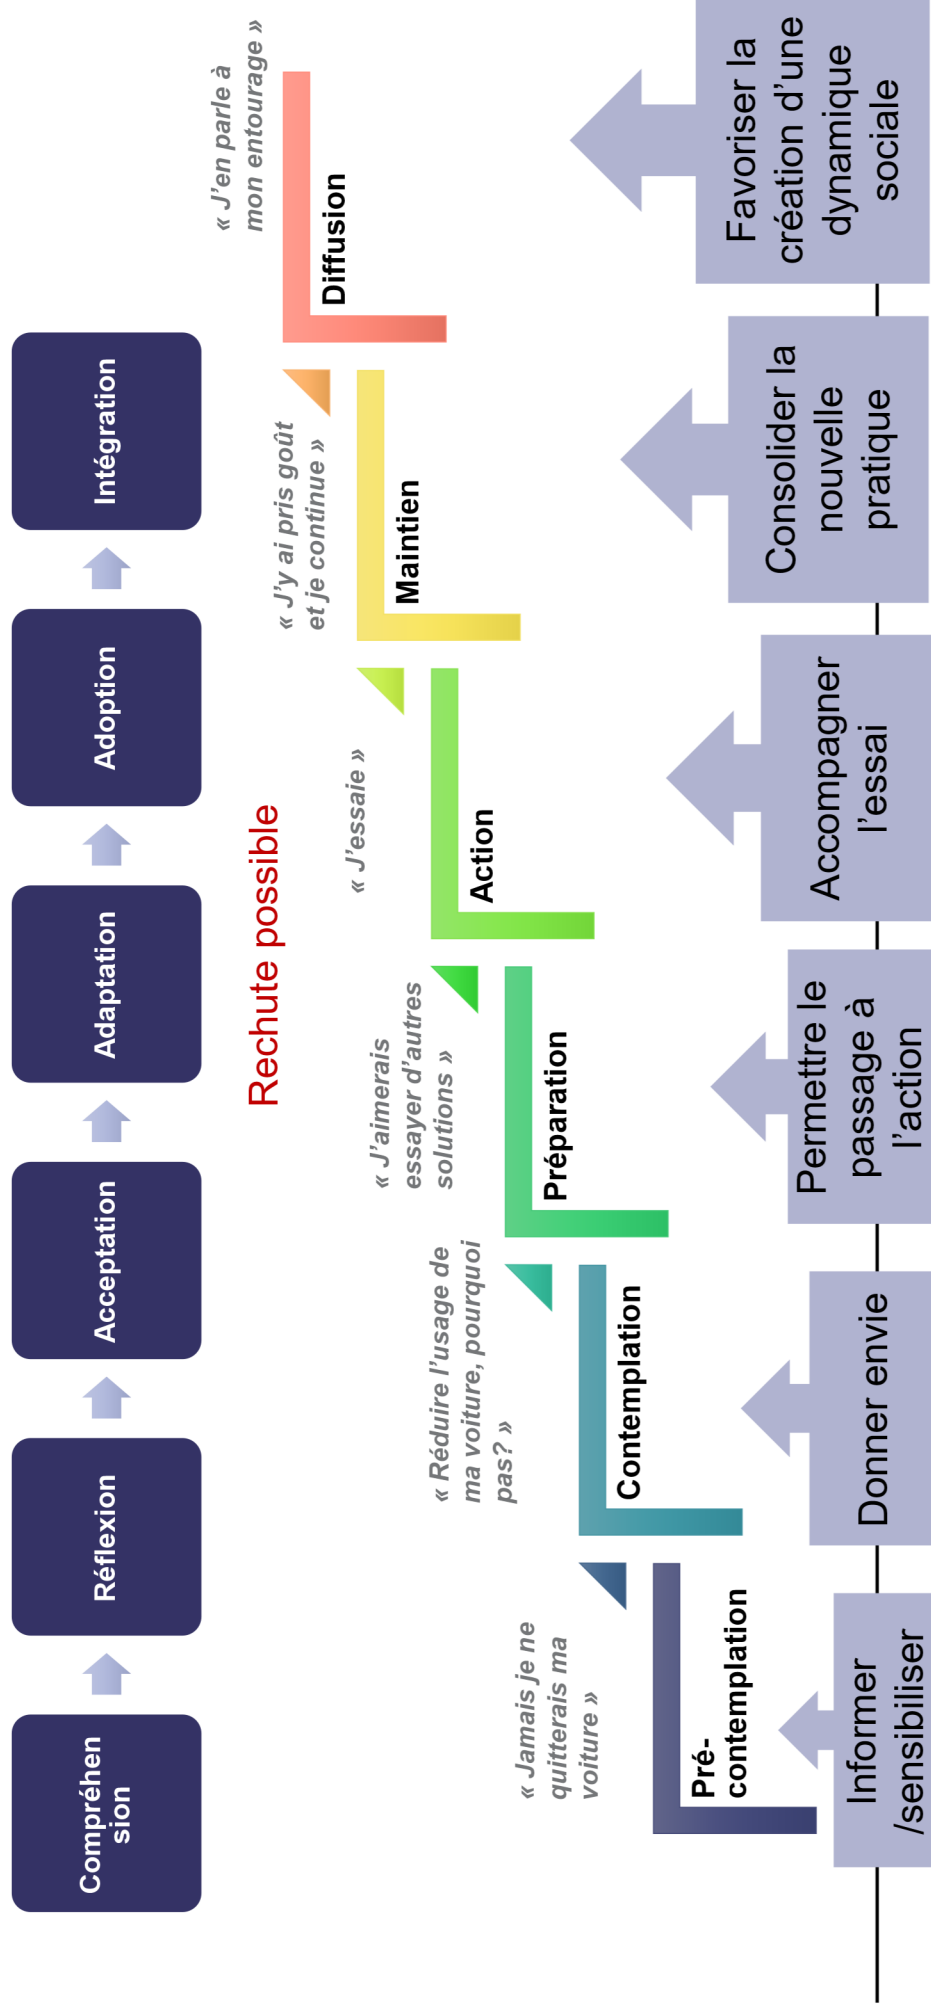 Compréhen
sion
Réflexion
Acceptation
Adaptation
Adoption
Intégration
Rechute possible
« Jamais je ne
quitterais ma
voiture »
« Réduire l'usage de
ma voiture, pourquoi
pas? »
« J'aimerais
essayer d'autres
solutions »
« J'essaie »
« J'y ai pris goût
et je continue »
« J'en parle à
mon entourage »
Pré-
contemplation
Contemplation
Préparation
Action
Maintien
Diffusion
Informer
/sensibiliser
Donner envie
Permettre le
passage à
l'action
Accompagner
l'essai
Consolider la
nouvelle
pratique
Favoriser la
création d'une
dynamique
sociale